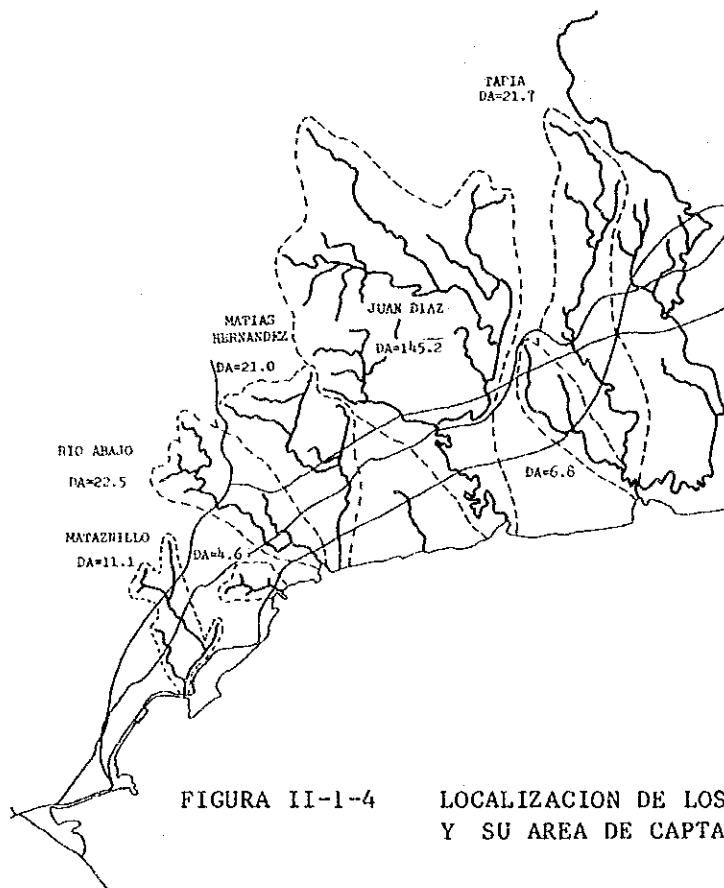 TAPIA
DA=21.7
JUAN DIAZ
DA=145.2
MATIAS
HERNANDEZ
DA=21.0
RIO ABAJO
DA=22.5
DA=6.8
MATAZNILLO
DA=11.1
DA=4.6
FIGURA II-1-4 LOCALIZACION DE LOS
Y SU AREA DE CAPTA